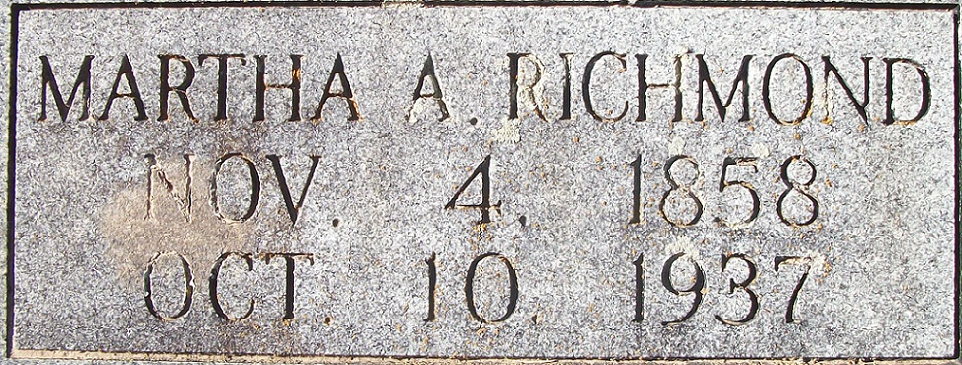 MARTHA A. RICHMOND
NOV. 4, 1858
OCT. 10, 1937